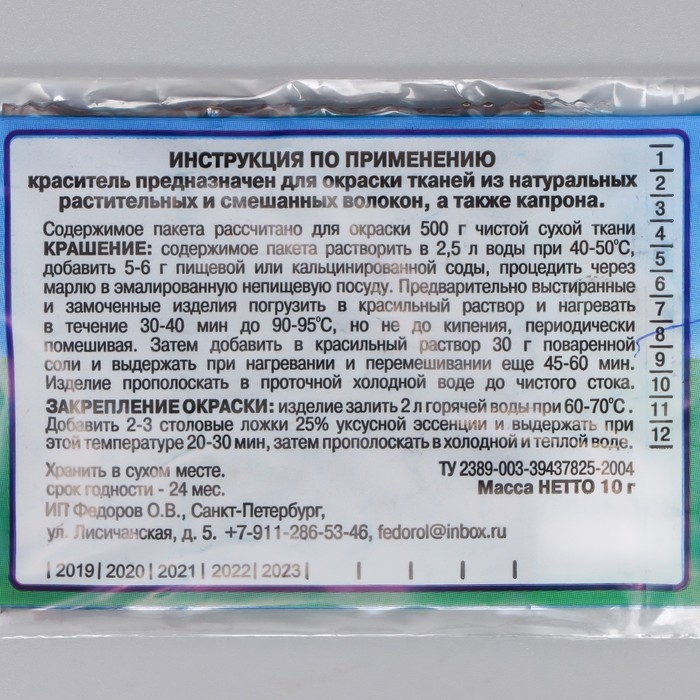 ИНСТРУКЦИЯ ПО ПРИМЕНЕНИЮ
краситель предназначен для окраски тканей из натуральных
растительных и смешанных волокон, а также капрона.
Содержимое пакета рассчитано для окраски 500 г чистой сухой ткани
КРАШЕНИЕ: содержимое пакета растворить в 2,5 л воды при 40-50°С,
добавить 5-6 г пищевой или кальцинированной соды, процедить через
марлю в эмалированную непищевую посуду. Предварительно выстиранные
и замоченные изделия погрузить в красильный раствор и нагревать
в течение 30-40 мин до 90-95°С, но не до кипения, периодически
помешивая. Затем добавить в красильный раствор 30 г поваренной
соли и выдержать при нагревании и перемешивании еще 45-60 мин.
Изделие прополоскать в проточной холодной воде до чистого стока.
ЗАКРЕПЛЕНИЕ ОКРАСКИ: изделие залить 2 л горячей воды при 60-70°С.
Добавить 2-3 столовые ложки 25% уксусной эссенции и выдержать при
этой температуре 20-30 мин, затем прополоскать в холодной и теплой воде.
Хранить в сухом месте.
срок годности - 24 мес.
ТУ 2389-003-39437825-2004
Масса НЕТТО 10 г
ИП Федоров О.В., Санкт-Петербург,
ул. Лисичанская, д. 5. +7-911-286-53-46, fedorol@inbox.ru
2019 2020 2021 2022 2023
1
2
3
4
5
6
7
8
9
10
11
12